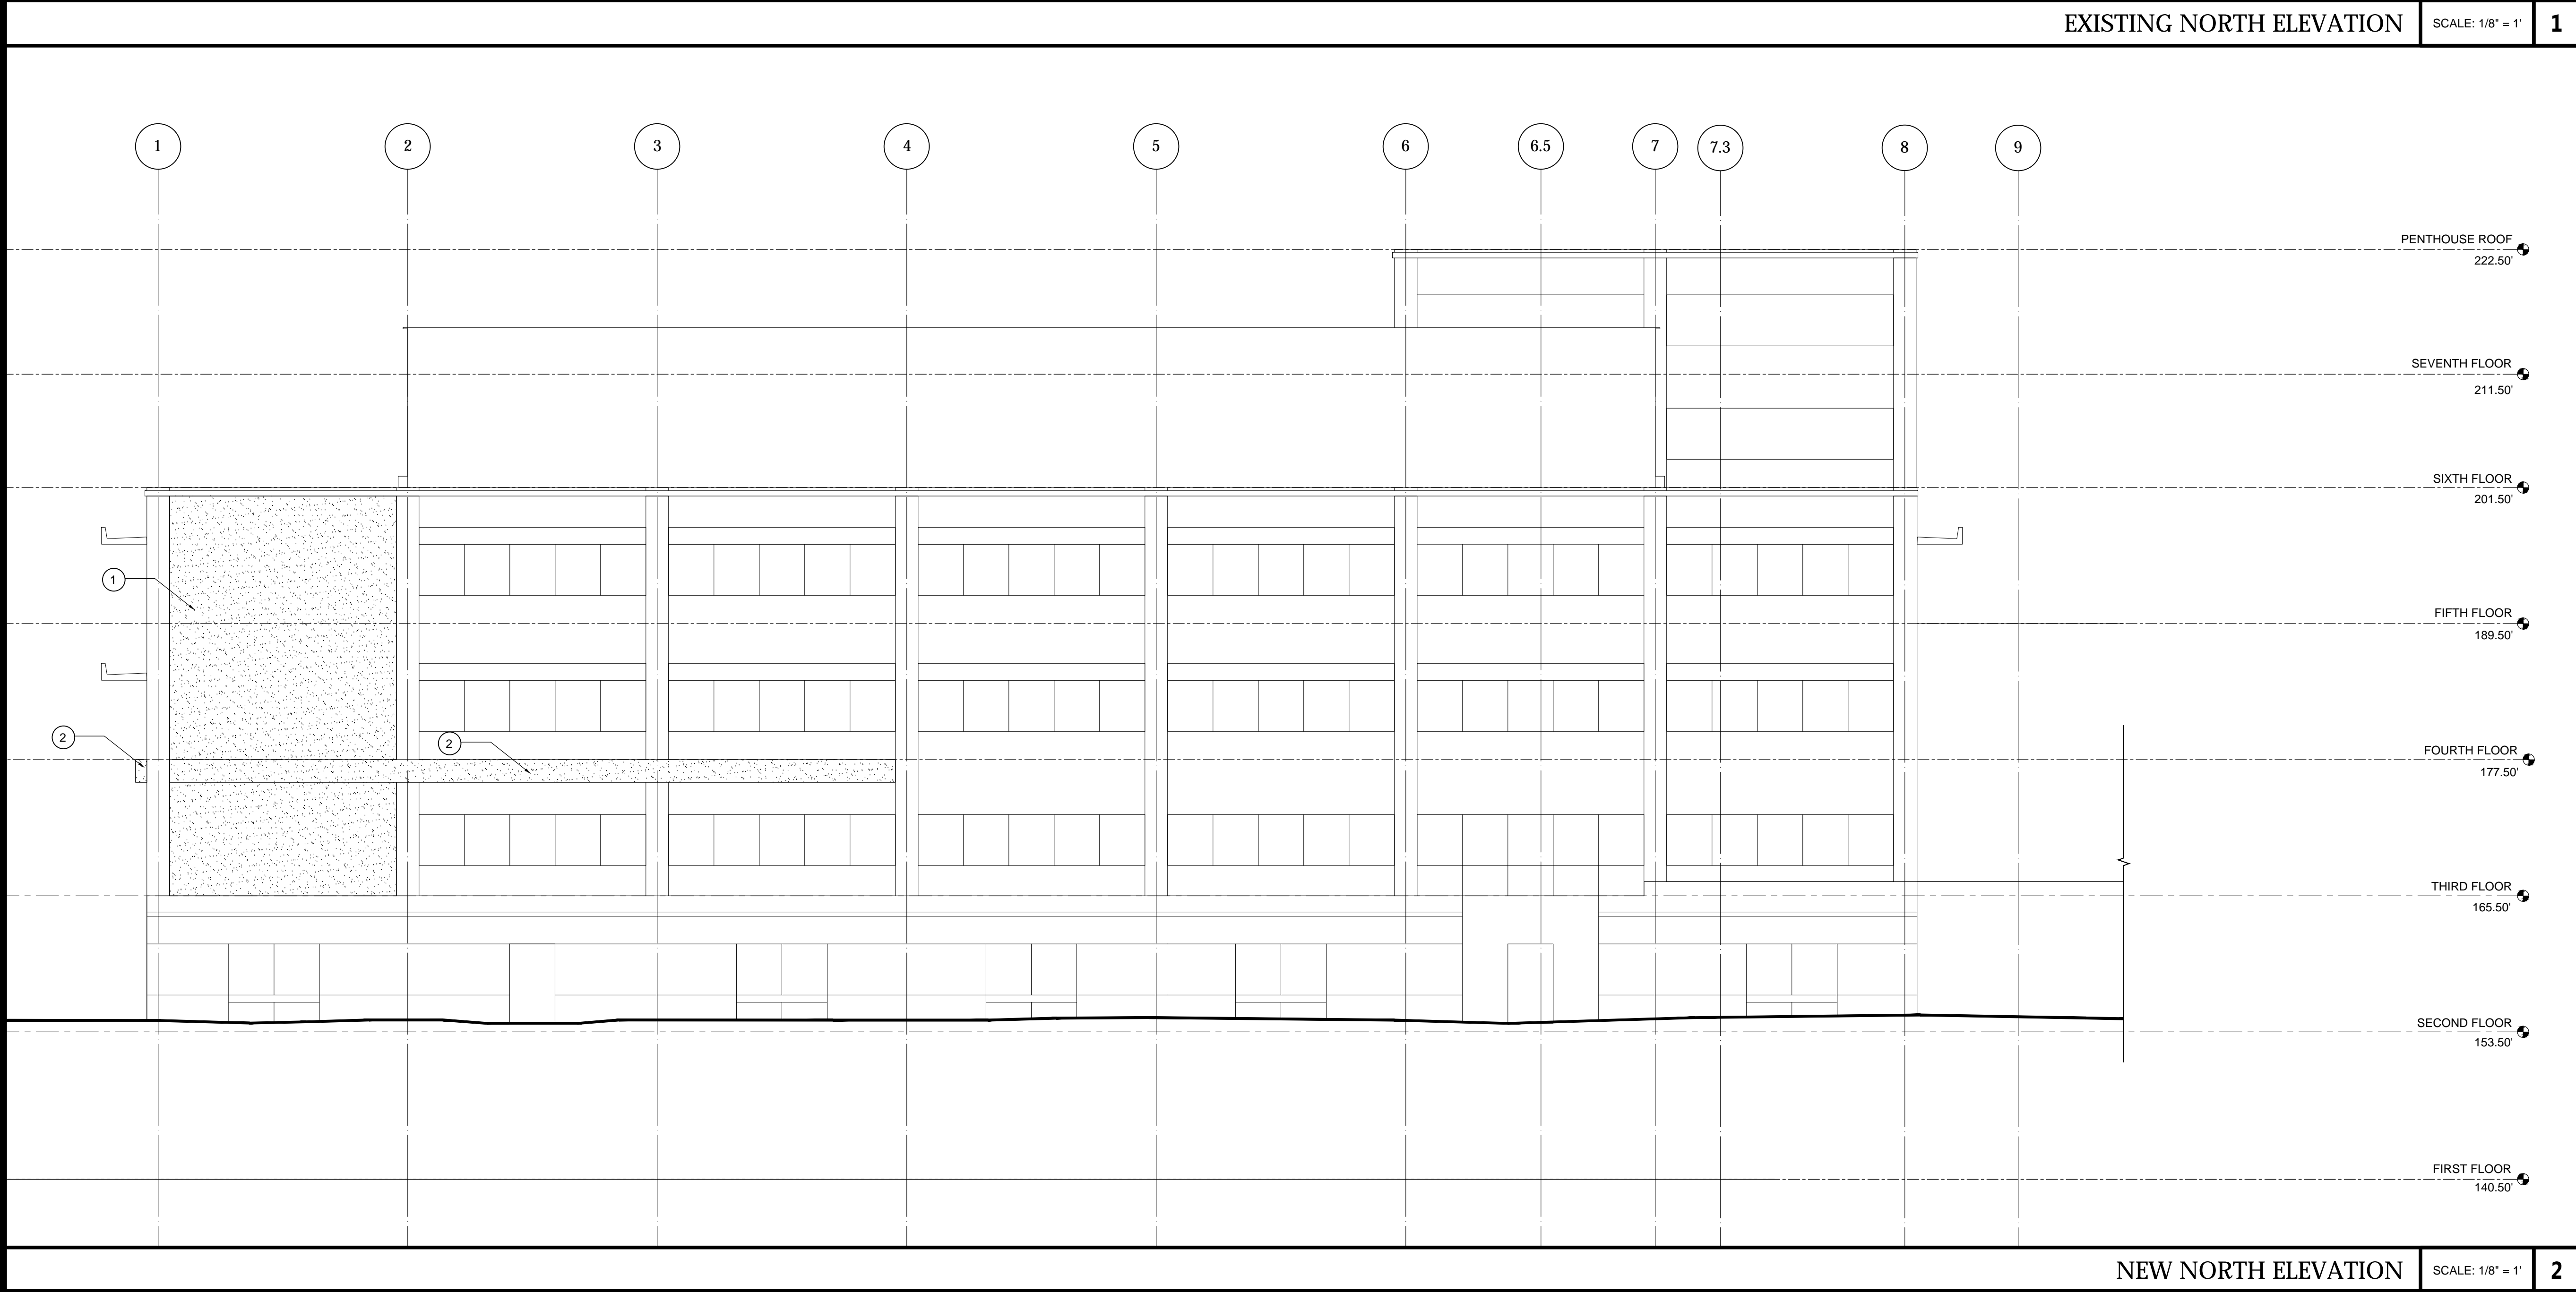 EXISTING NORTH ELEVATION SCALE: 1/8" = 1' 1
1 2 3 4 5 6 6.5 7 7.3 8 9
PENTHOUSE ROOF
222.50'
SEVENTH FLOOR
211.50'
SIXTH FLOOR
201.50'
1
FIFTH FLOOR
189.50'
2
2
FOURTH FLOOR
177.50'
THIRD FLOOR
165.50'
SECOND FLOOR
153.50'
FIRST FLOOR
140.50'
NEW NORTH ELEVATION SCALE: 1/8" = 1' 2